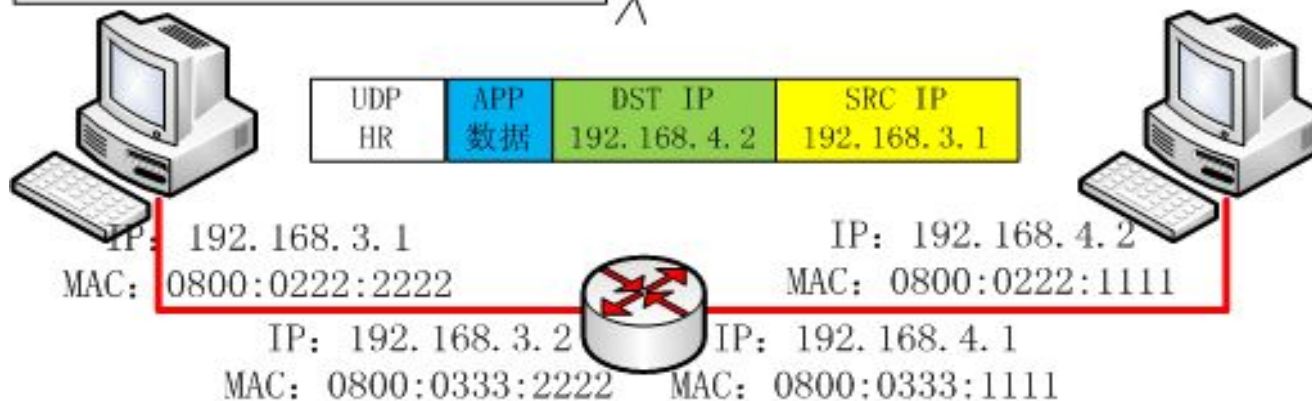 UDP HR
APP 数据
DST IP 192.168.4.2
SRC IP 192.168.3.1
IP: 192.168.3.1
MAC: 0800:0222:2222
IP: 192.168.4.2
MAC: 0800:0222:1111
IP: 192.168.3.2
MAC: 0800:0333:2222
IP: 192.168.4.1
MAC: 0800:0333:1111